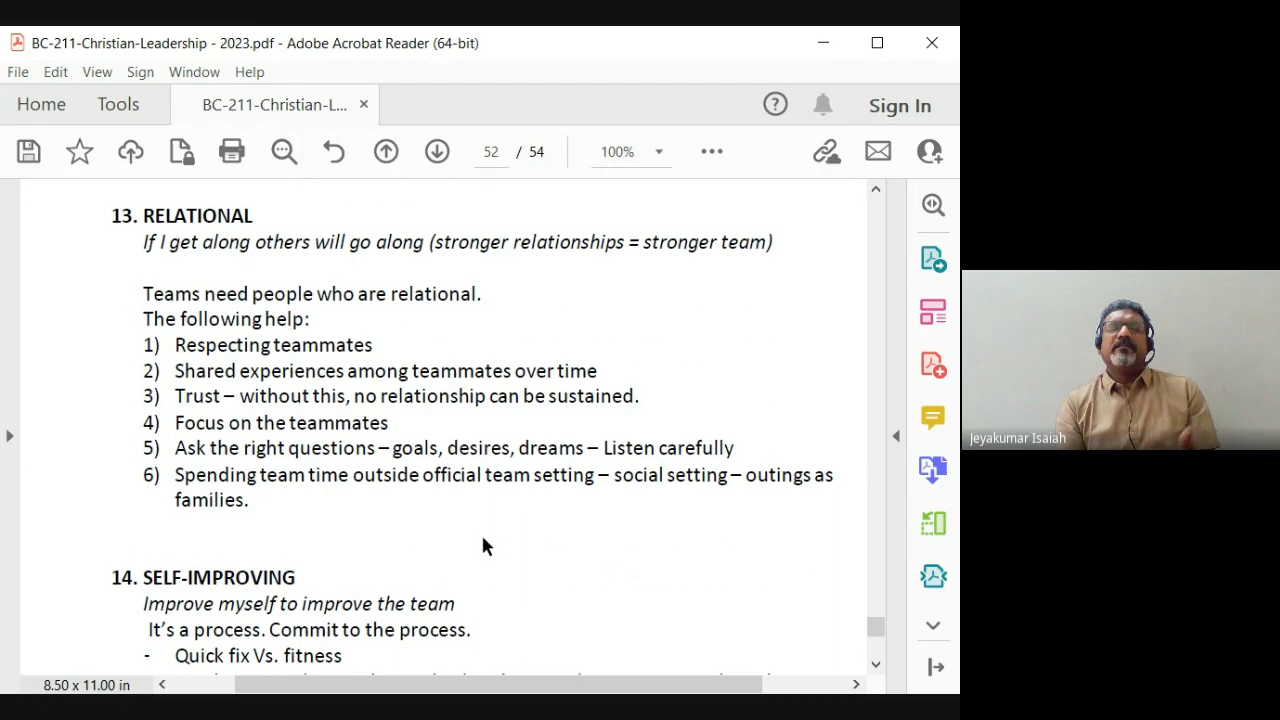 BC-211-Christian-Leadership - 2023.pdf - Adobe Acrobat Reader (64-bit)
File Edit View Sign Window Help
Home Tools BC-211-Christian-L... × Sign In
52 / 54 100%
13. RELATIONAL
If I get along others will go along (stronger relationships = stronger team)
Teams need people who are relational.
The following help:
1) Respecting teammates
2) Shared experiences among teammates over time
3) Trust – without this, no relationship can be sustained.
4) Focus on the teammates
5) Ask the right questions – goals, desires, dreams – Listen carefully
6) Spending team time outside official team setting – social setting – outings as
families.
14. SELF-IMPROVING
Improve myself to improve the team
It's a process. Commit to the process.
- Quick fix Vs. fitness
8.50 x 11.00 in
Jeyakumar Isaiah